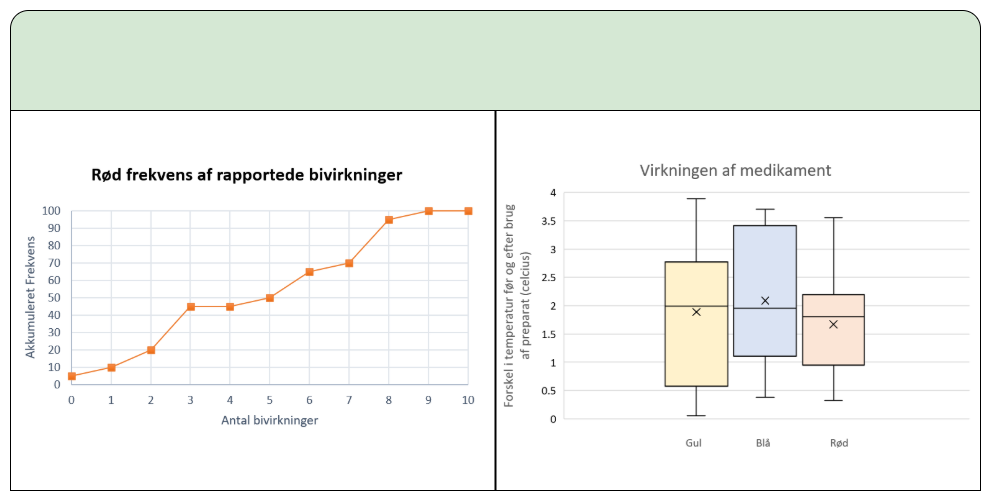 Rød frekvens af rapportede bivirkninger
Akkumuleret Frekvens
100
90
80
70
60
50
40
30
20
10
0
0 1 2 3 4 5 6 7 8 9 10
Antal bivirkninger
Virkningen af medikament
Forskel i temperatur før og efter brug
af preparat (celcius)
4
3.5
3
2.5
2
1.5
1
0.5
0
Gul Blå Rød